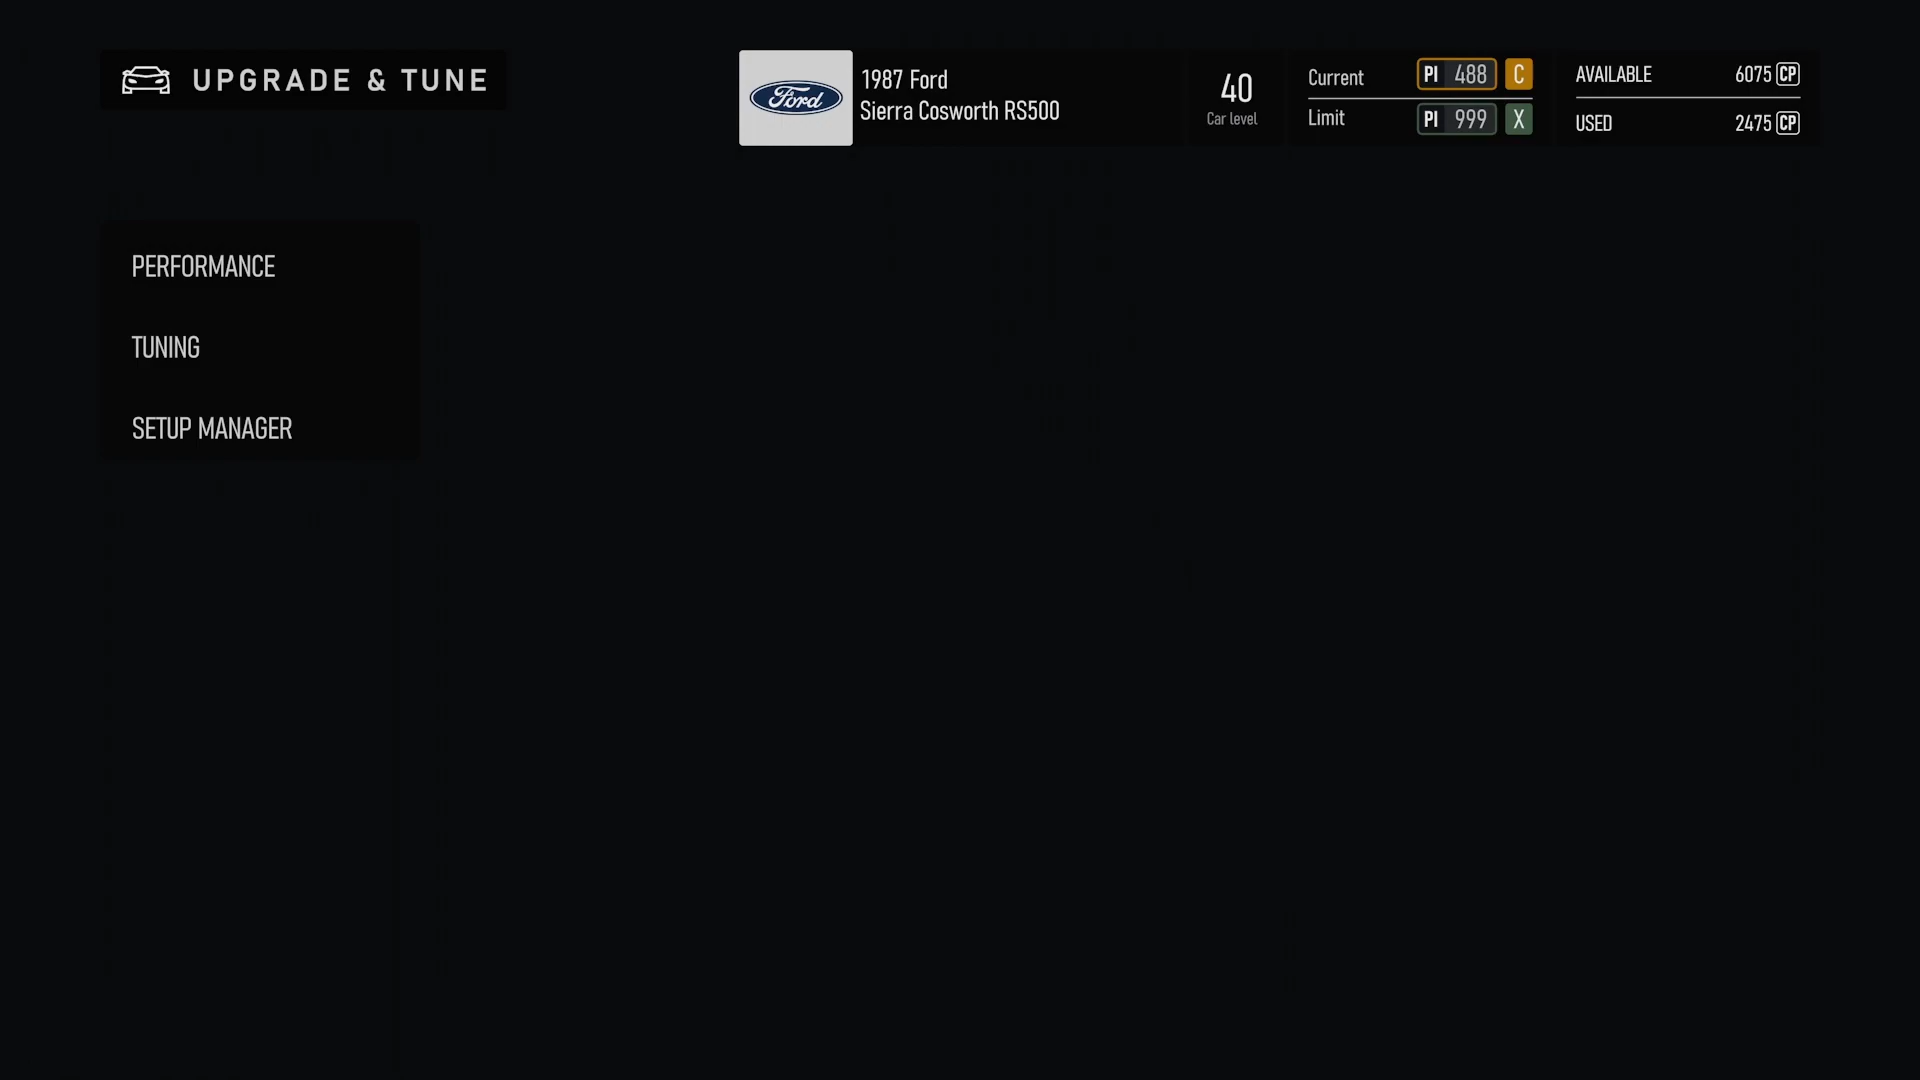 UPGRADE & TUNE
Ford
1987 Ford
Sierra Cosworth RS500
40
Car level
Current PI 488 C
Limit PI 999 X
AVAILABLE 6075 CP
USED 2475 CP
PERFORMANCE
TUNING
SETUP MANAGER